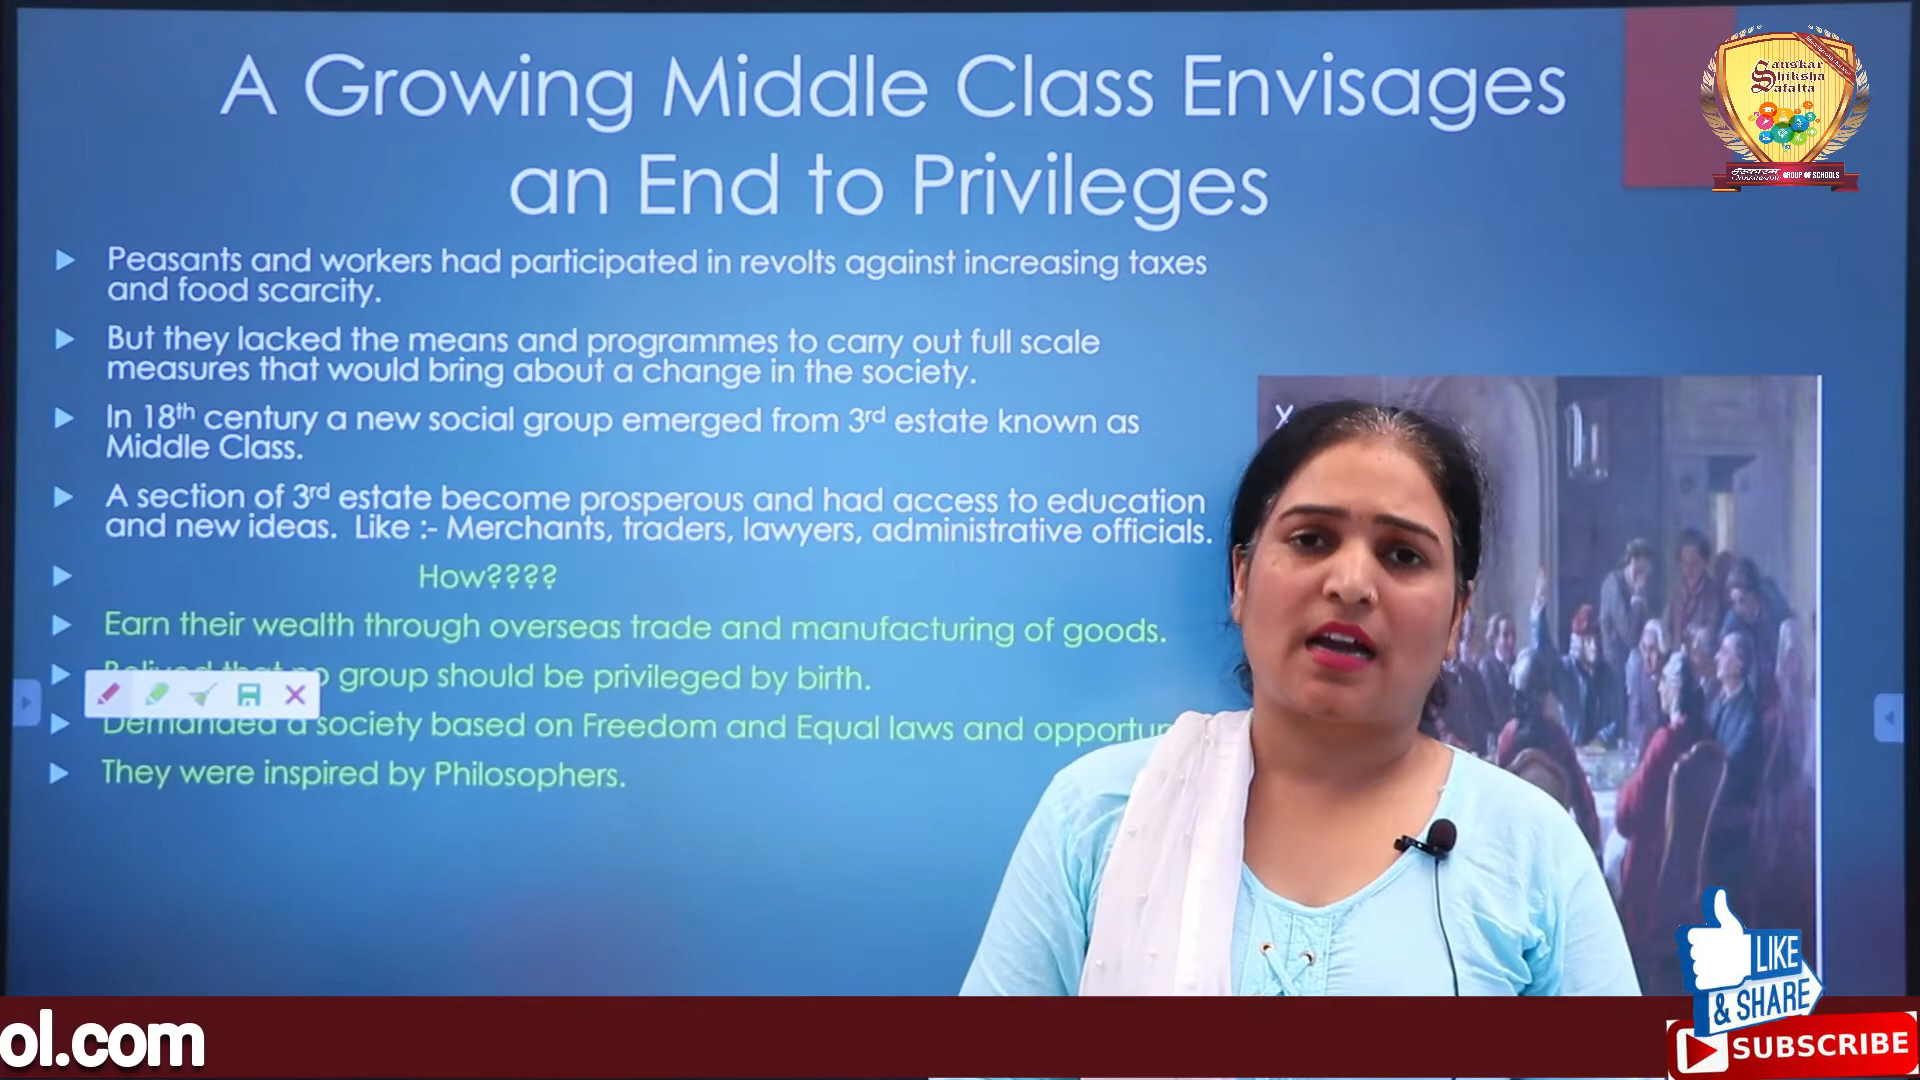 A Growing Middle Class Envisages
an End to Privileges
Sanskar
Shiksha
Safalta
GROUP OF SCHOOLS
Peasants and workers had participated in revolts against increasing taxes
and food scarcity.
But they lacked the means and programmes to carry out full scale
measures that would bring about a change in the society.
In 18th century a new social group emerged from 3rd estate known as
Middle Class.
A section of 3rd estate become prosperous and had access to education
and new ideas. Like :- Merchants, traders, lawyers, administrative officials.
How????
Earn their wealth through overseas trade and manufacturing of goods.
group should be privileged by birth.
Demanded a society based on Freedom and Equal laws and
They were inspired by Philosophers.
LIKE
& SHARE
ol.com
SUBSCRIBE